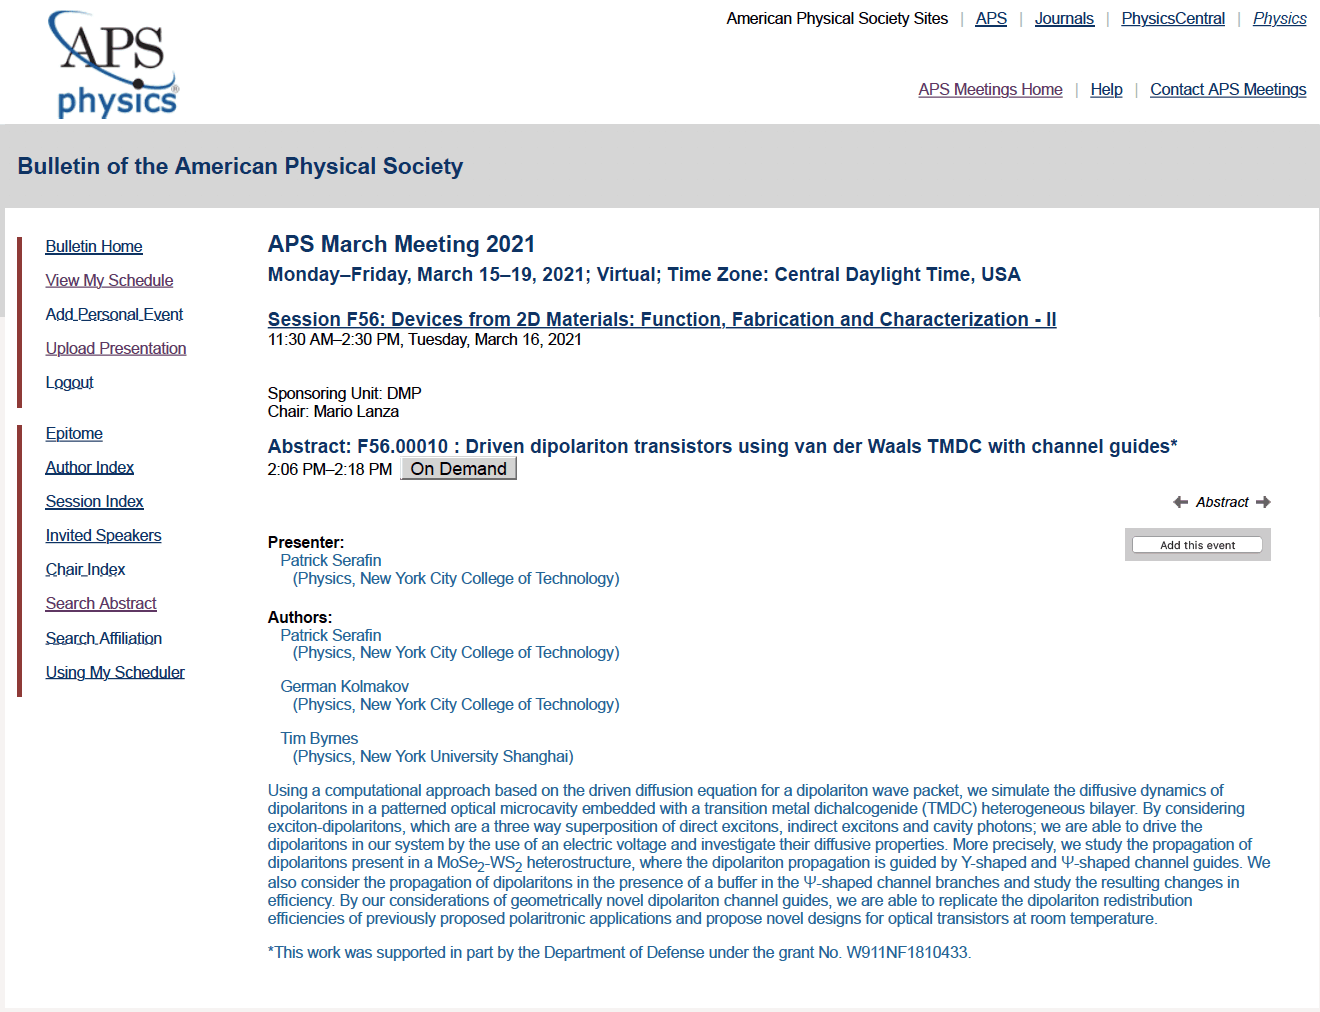 APS
physics®
American Physical Society Sites | APS | Journals | PhysicsCentral | Physics
APS Meetings Home | Help | Contact APS Meetings
Bulletin of the American Physical Society
Bulletin Home
View My Schedule
Add Personal Event
Upload Presentation
Logout
Epitome
Author Index
Session Index
Invited Speakers
Chair Index
Search Abstract
Search Affiliation
Using My Scheduler
APS March Meeting 2021
Monday–Friday, March 15–19, 2021; Virtual; Time Zone: Central Daylight Time, USA
Session F56: Devices from 2D Materials: Function, Fabrication and Characterization - II
11:30 AM–2:30 PM, Tuesday, March 16, 2021
Sponsoring Unit: DMP
Chair: Mario Lanza
Abstract: F56.00010 : Driven dipolariton transistors using van der Waals TMDC with channel guides*
2:06 PM–2:18 PM On Demand
← Abstract →
Add this event
Presenter:
Patrick Serafin
(Physics, New York City College of Technology)
Authors:
Patrick Serafin
(Physics, New York City College of Technology)
German Kolmakov
(Physics, New York City College of Technology)
Tim Byrnes
(Physics, New York University Shanghai)
Using a computational approach based on the driven diffusion equation for a dipolariton wave packet, we simulate the diffusive dynamics of
dipolaritons in a patterned optical microcavity embedded with a transition metal dichalcogenide (TMDC) heterogeneous bilayer. By considering
exciton-dipolaritons, which are a three way superposition of direct excitons, indirect excitons and cavity photons; we are able to drive the
dipolaritons in our system by the use of an electric voltage and investigate their diffusive properties. More precisely, we study the propagation of
dipolaritons present in a MoSe2-WS2 heterostructure, where the dipolariton propagation is guided by Y-shaped and Ψ-shaped channel guides. We
also consider the propagation of dipolaritons in the presence of a buffer in the Ψ-shaped channel branches and study the resulting changes in
efficiency. By our considerations of geometrically novel dipolariton channel guides, we are able to replicate the dipolariton redistribution
efficiencies of previously proposed polaritronic applications and propose novel designs for optical transistors at room temperature.
*This work was supported in part by the Department of Defense under the grant No. W911NF1810433.